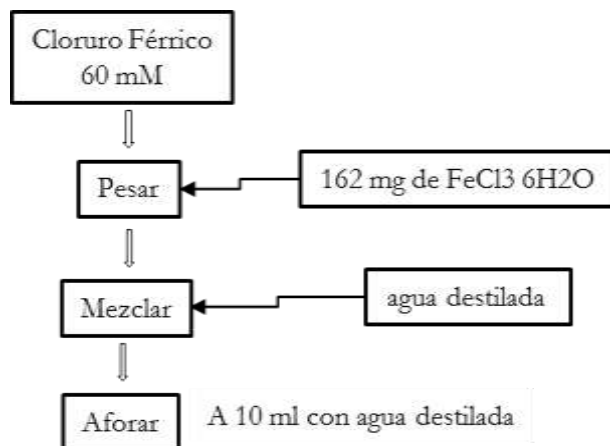 Cloruro Férrico
60 mM
Pesar
162 mg de FeCl3 6H2O
Mezclar
agua destilada
Aforar
A 10 ml con agua destilada